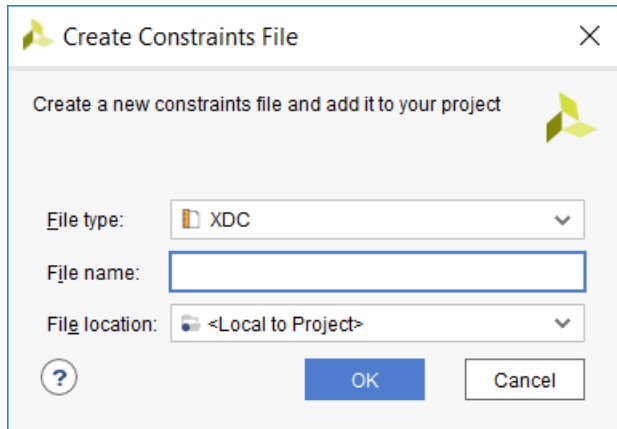 Create Constraints File
Create a new constraints file and add it to your project
File type: XDC
File name:
File location: <Local to Project>
? OK Cancel